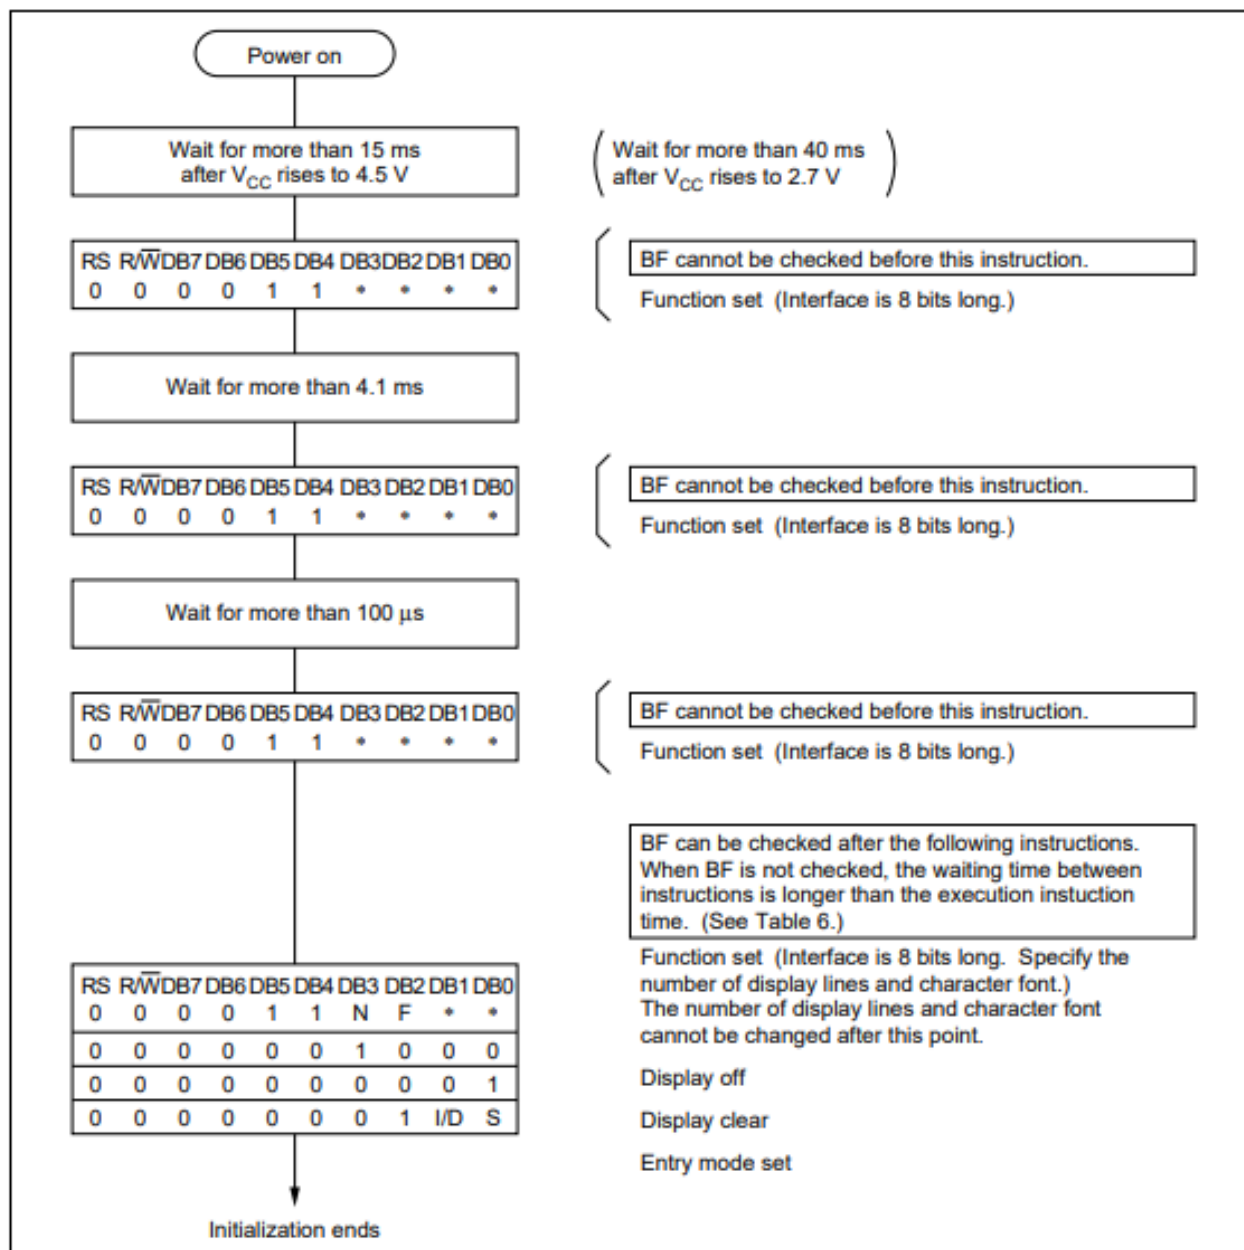 Power on
Wait for more than 15 ms
after VCC rises to 4.5 V
Wait for more than 40 ms
after VCC rises to 2.7 V
RS R/W̅ DB7 DB6 DB5 DB4 DB3 DB2 DB1 DB0
0 0 0 0 1 1 * * * *
BF cannot be checked before this instruction.
Function set (Interface is 8 bits long.)
Wait for more than 4.1 ms
RS R/W̅ DB7 DB6 DB5 DB4 DB3 DB2 DB1 DB0
0 0 0 0 1 1 * * * *
BF cannot be checked before this instruction.
Function set (Interface is 8 bits long.)
Wait for more than 100 µs
RS R/W̅ DB7 DB6 DB5 DB4 DB3 DB2 DB1 DB0
0 0 0 0 1 1 * * * *
BF cannot be checked before this instruction.
Function set (Interface is 8 bits long.)
BF can be checked after the following instructions.
When BF is not checked, the waiting time between
instructions is longer than the execution instuction
time. (See Table 6.)
RS R/W̅ DB7 DB6 DB5 DB4 DB3 DB2 DB1 DB0
0 0 0 0 1 1 N F * *
0 0 0 0 0 0 1 0 0 0
0 0 0 0 0 0 0 0 0 1
0 0 0 0 0 0 0 1 I/D S
Function set (Interface is 8 bits long. Specify the
number of display lines and character font.)
The number of display lines and character font
cannot be changed after this point.
Display off
Display clear
Entry mode set
Initialization ends